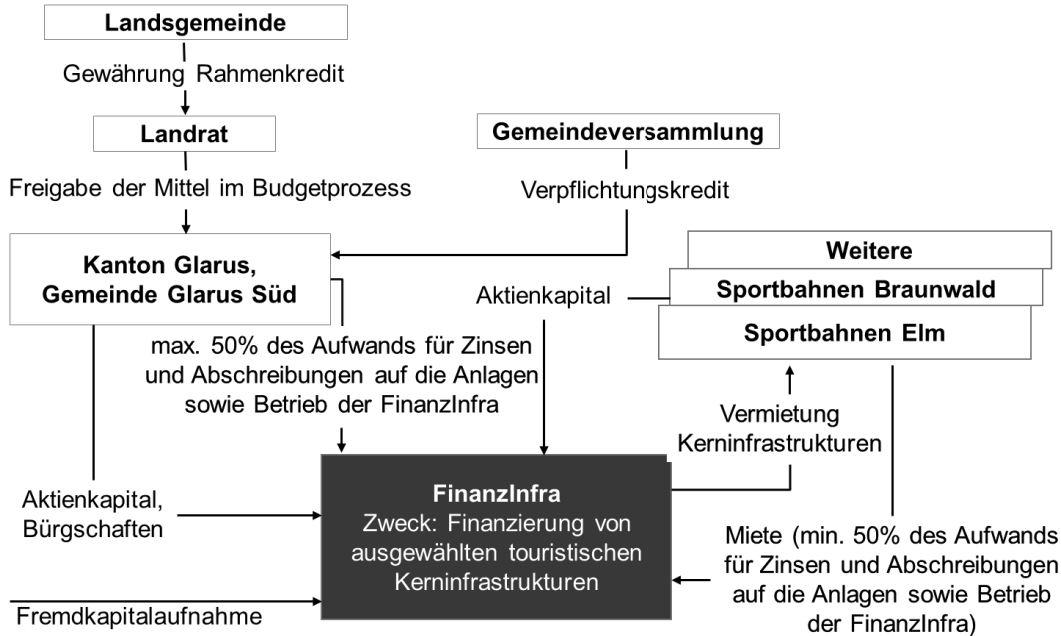 Landsgemeinde
Gewährung Rahmenkredit
Landrat
Freigabe der Mittel im Budgetprozess
Gemeindeversammlung
Verpflichtungskredit
Kanton Glarus,
Gemeinde Glarus Süd
Weitere
Sportbahnen Braunwald
Sportbahnen Elm
Aktienkapital
max. 50% des Aufwands für Zinsen
und Abschreibungen auf die Anlagen
sowie Betrieb der FinanzInfra
Vermietung
Kerninfrastrukturen
Aktienkapital,
Bürgschaften
FinanzInfra
Zweck: Finanzierung von
ausgewählten touristischen
Kerninfrastrukturen
Miete (min. 50% des Aufwands
für Zinsen und Abschreibungen
auf die Anlagen sowie Betrieb
der FinanzInfra)
Fremdkapitalaufnahme